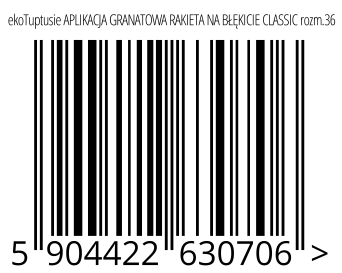 ekoTuptusie APLIKACJA GRANATOWA RAKIETA NA BŁĘKICIE CLASSIC rozm.36
5 904422 630706 >